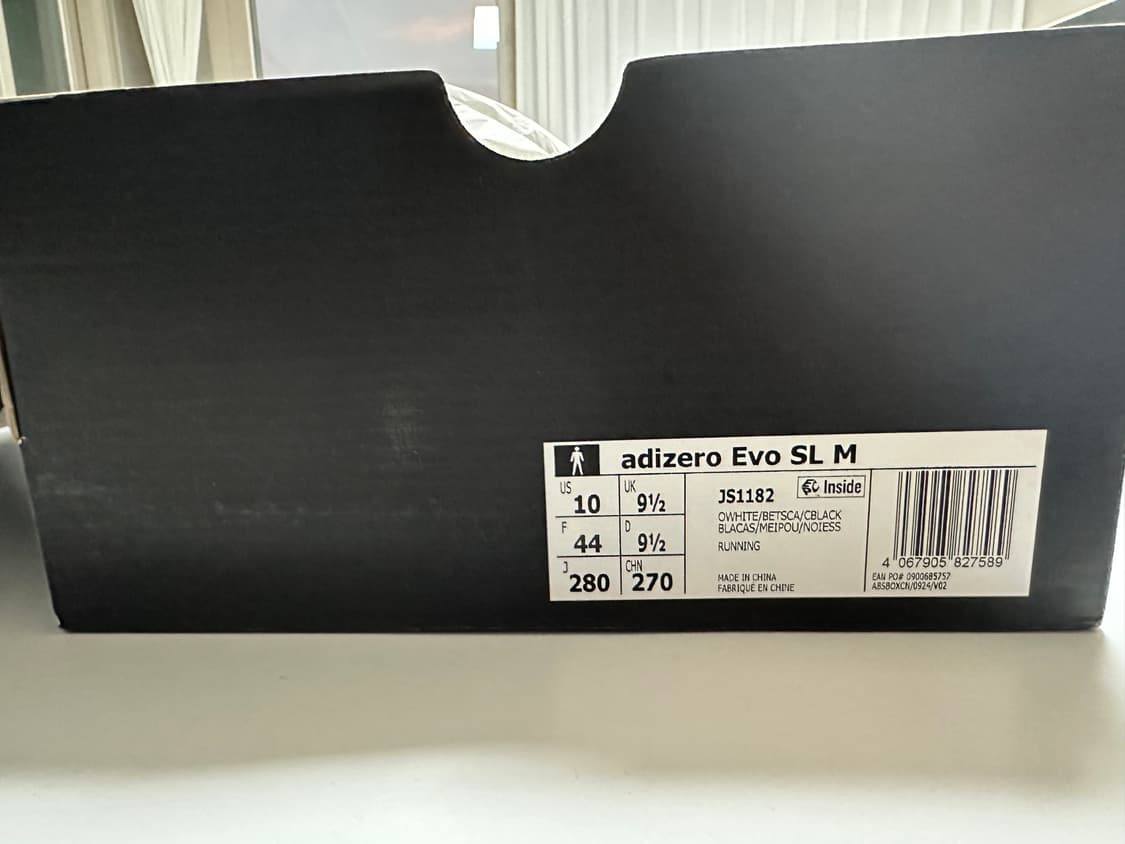 adizero Evo SL M
US 10 UK 9½
F 44 D 9½
J 280 CHN 270
JS1182 Inside
OWHITE/BETSCA/CBLACK
BLACAS/MEIPOU/NOIESS
RUNNING
MADE IN CHINA
FABRIQUÉ EN CHINE
4 067905 827589
EAN PO# 0900685757
ABSBOXCN/0924/V02